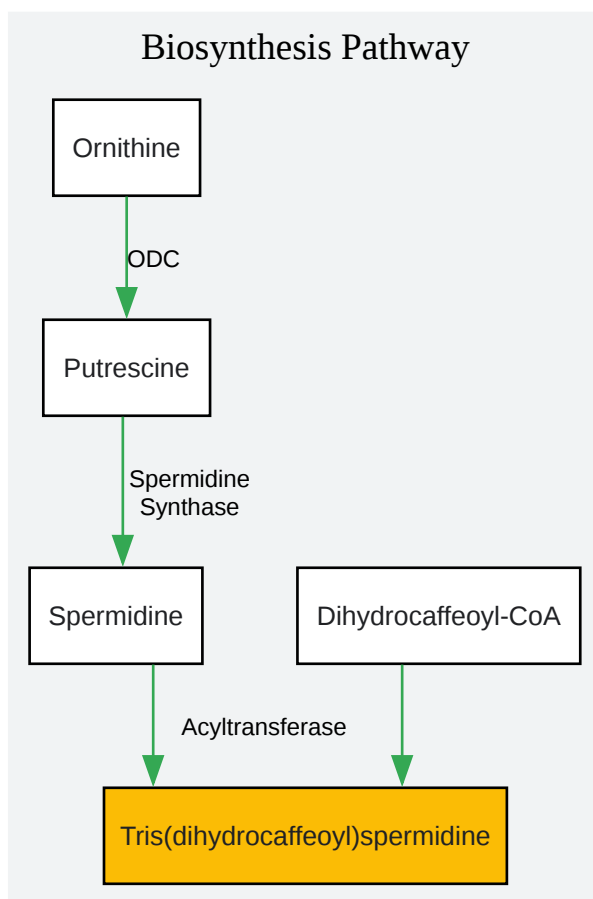 Biosynthesis Pathway
Ornithine
ODC
Putrescine
Spermidine
Synthase
Spermidine
Dihydrocaffeoyl-CoA
Acyltransferase
Tris(dihydrocaffeoyl)spermidine